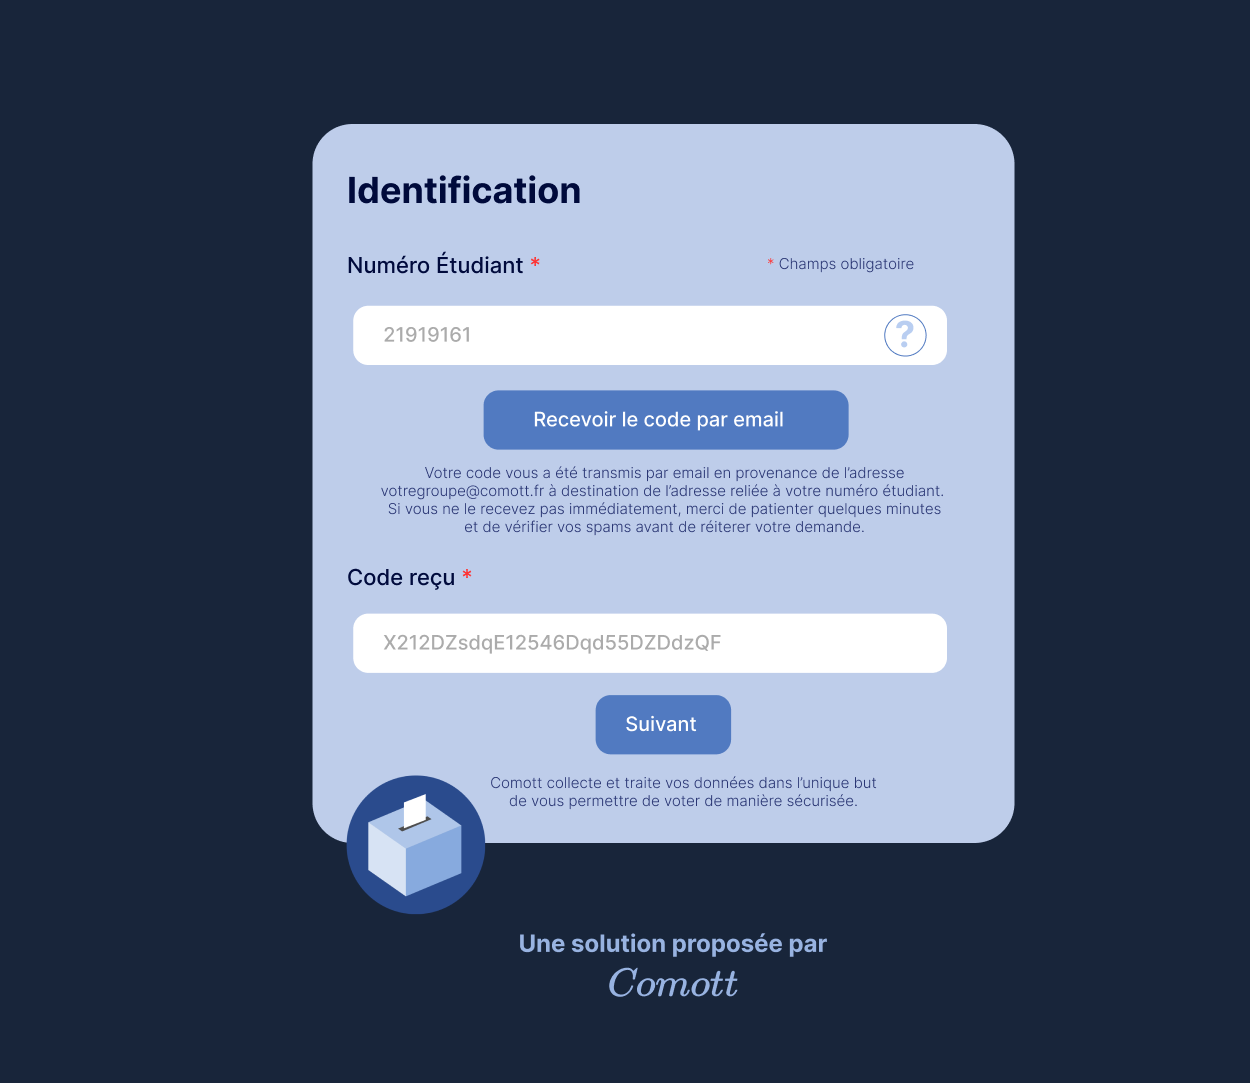 Identification
Numéro Étudiant *
* Champs obligatoire
21919161
?
Recevoir le code par email
Votre code vous a été transmis par email en provenance de l’adresse
votregroupe@comott.fr à destination de l’adresse reliée à votre numéro étudiant.
Si vous ne le recevez pas immédiatement, merci de patienter quelques minutes
et de vérifier vos spams avant de réiterer votre demande.
Code reçu *
X212DZsdqE12546Dqd55DZDdzQF
Suivant
Comott collecte et traite vos données dans l’unique but
de vous permettre de voter de manière sécurisée.
Une solution proposée par
Comott